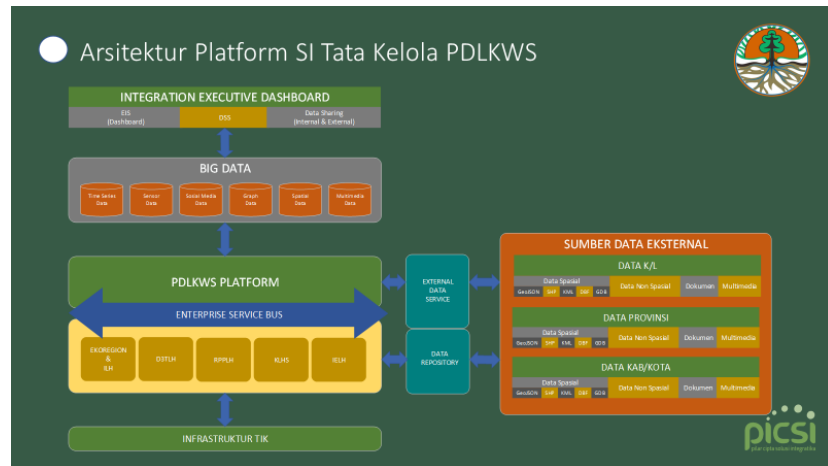 Arsitektur Platform SI Tata Kelola PDLKWS
INTEGRATION EXECUTIVE DASHBOARD
EIS
(Dashboard)
DSS
Data Sharing
(Internal & External)
BIG DATA
Time Series
Data
Sensor
Data
Sosial Media
Data
Graph
Data
Spasial
Data
Multimedia
Data
PDLKWS PLATFORM
ENTERPRISE SERVICE BUS
EKOREGION
&
JLH
D3TLH
RPPLH
KLHS
IKLH
INFRASTRUKTUR TIK
EXTERNAL
DATA
SERVICE
DATA
REPOSITORY
SUMBER DATA EKSTERNAL
DATA K/L
Data Spasial
GeoJSON SHP KML DBF GDB
Data Non Spasial
Dokumen
Multimedia
DATA PROVINSI
Data Spasial
GeoJSON SHP KML DBF GDB
Data Non Spasial
Dokumen
Multimedia
DATA KAB/KOTA
Data Spasial
GeoJSON SHP KML DBF GDB
Data Non Spasial
Dokumen
Multimedia
picsi